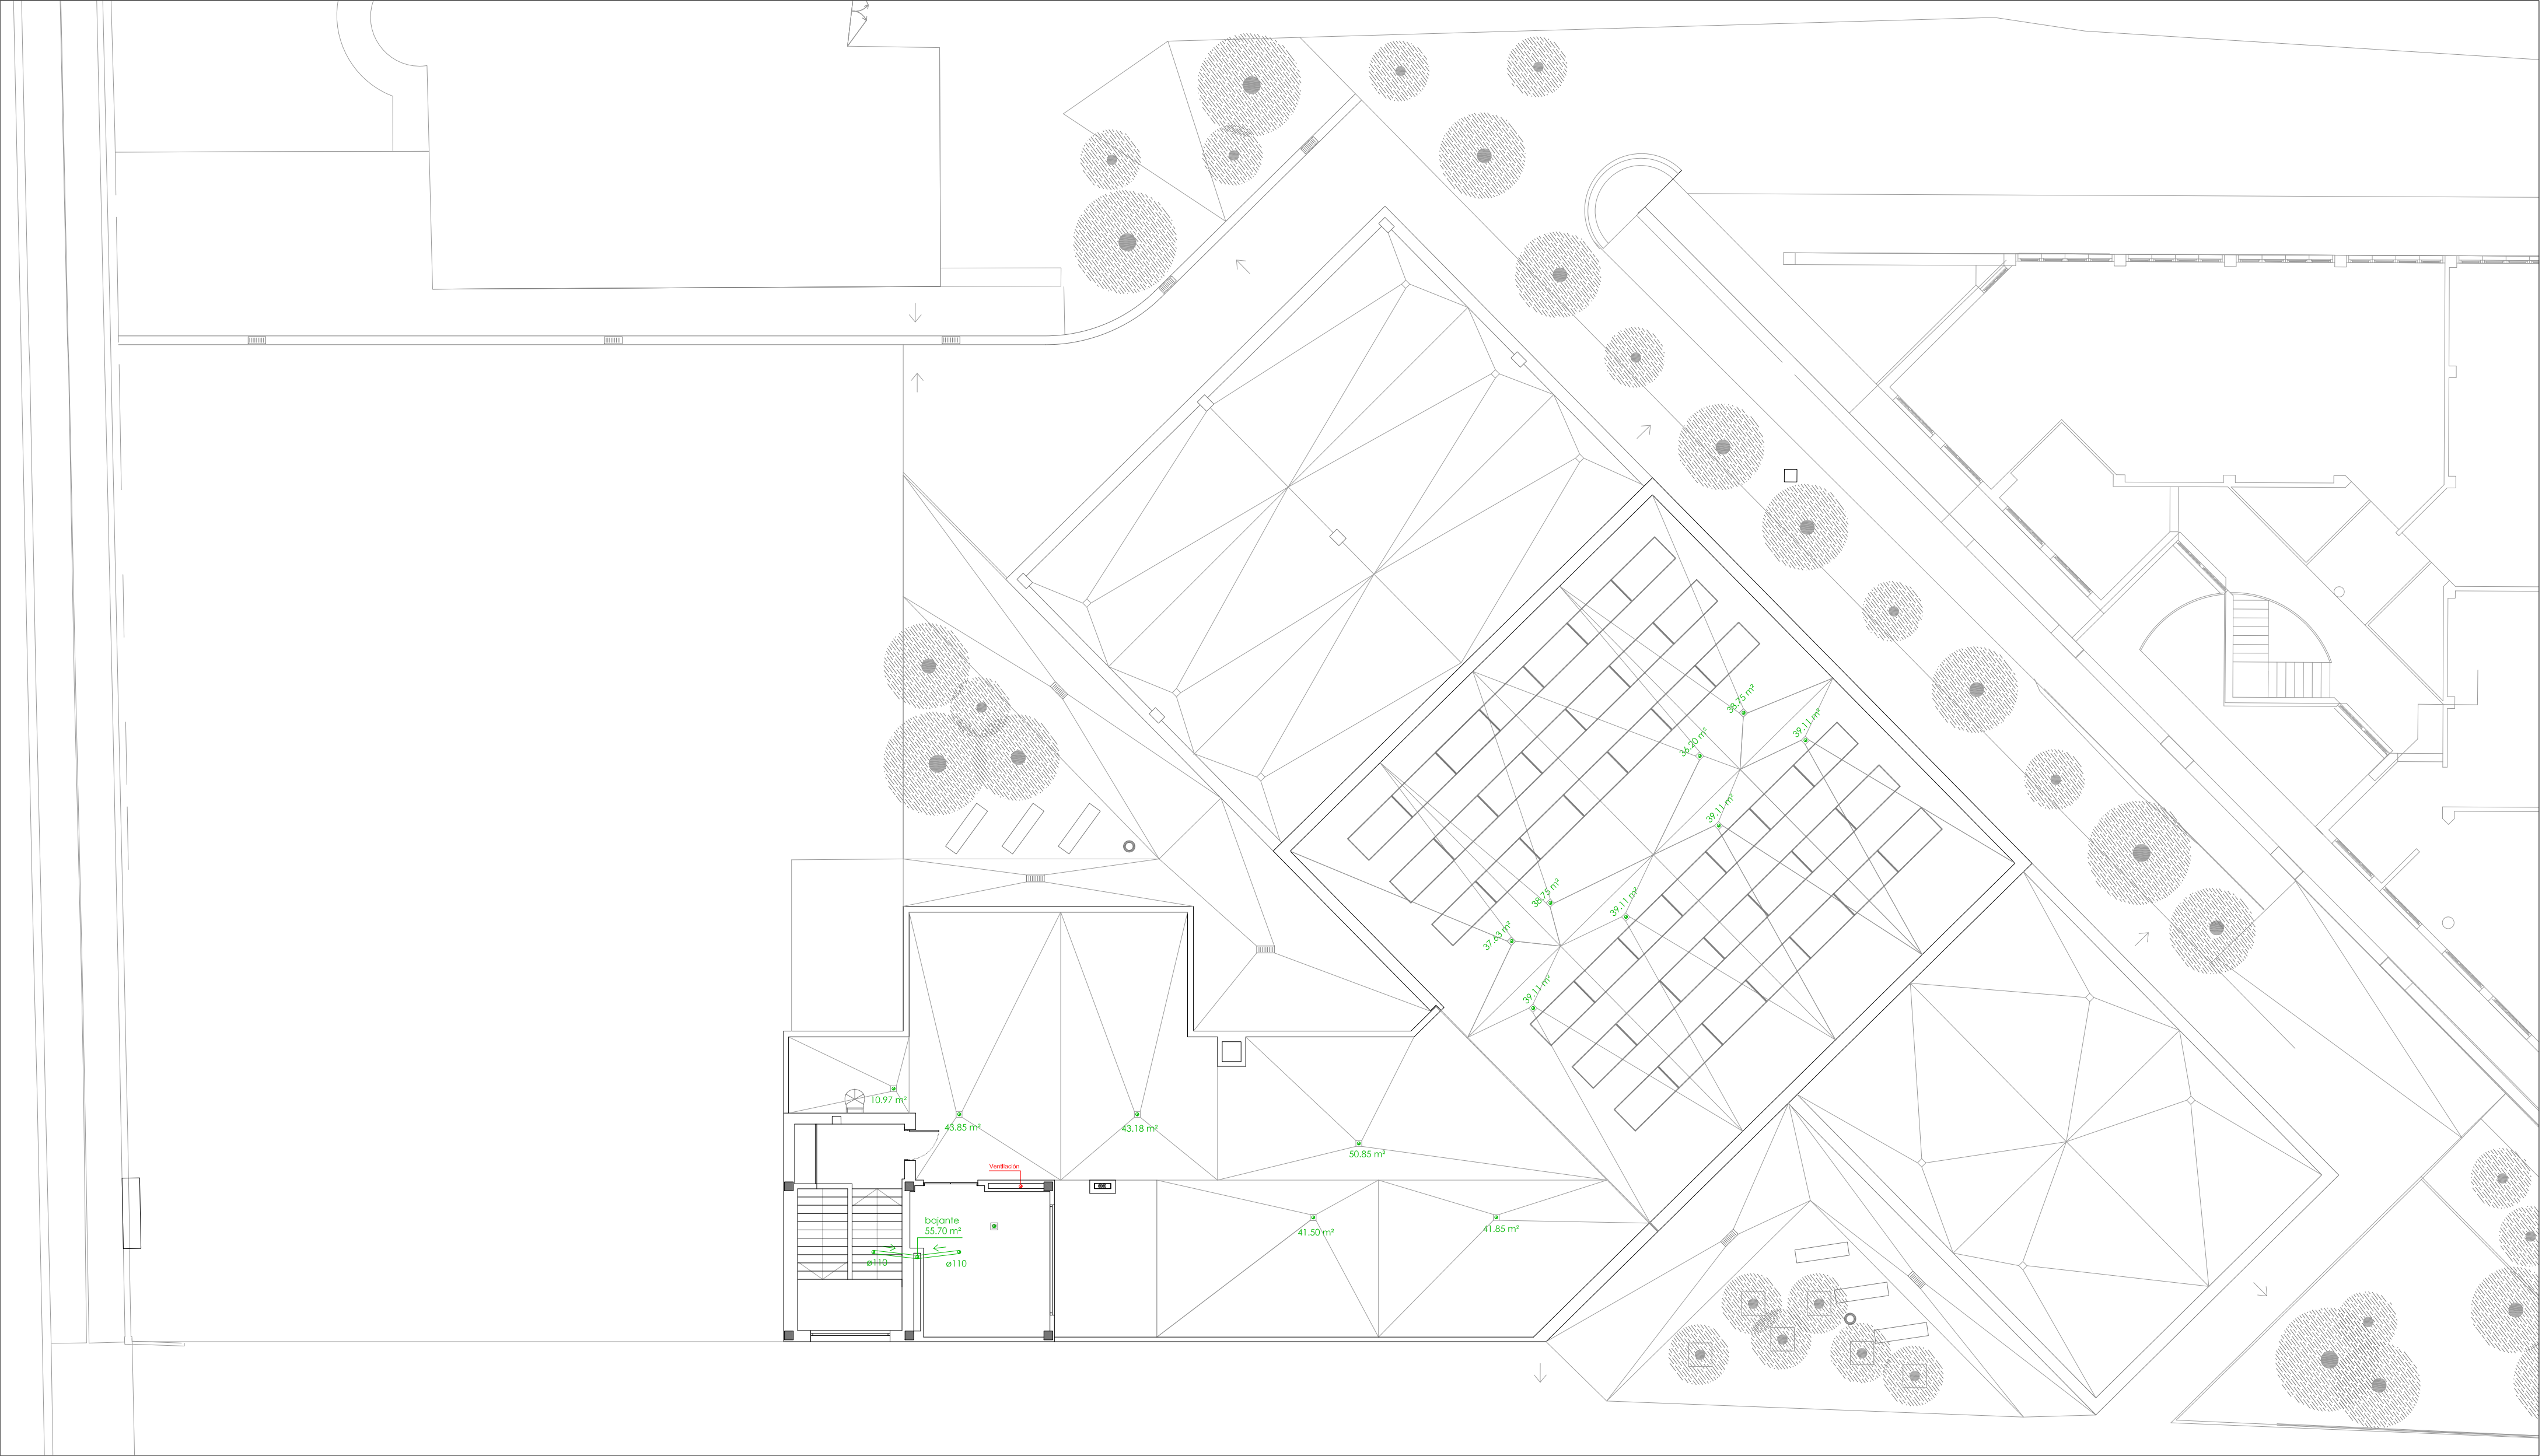 38.75 m²
39.11 m²
36.20 m²
39.11 m²
38.75 m²
39.11 m²
37.63 m²
39.11 m²
10.97 m²
43.85 m²
43.18 m²
50.85 m²
Ventilación
bajante
55.70 m²
41.50 m²
41.85 m²
ø110
ø110